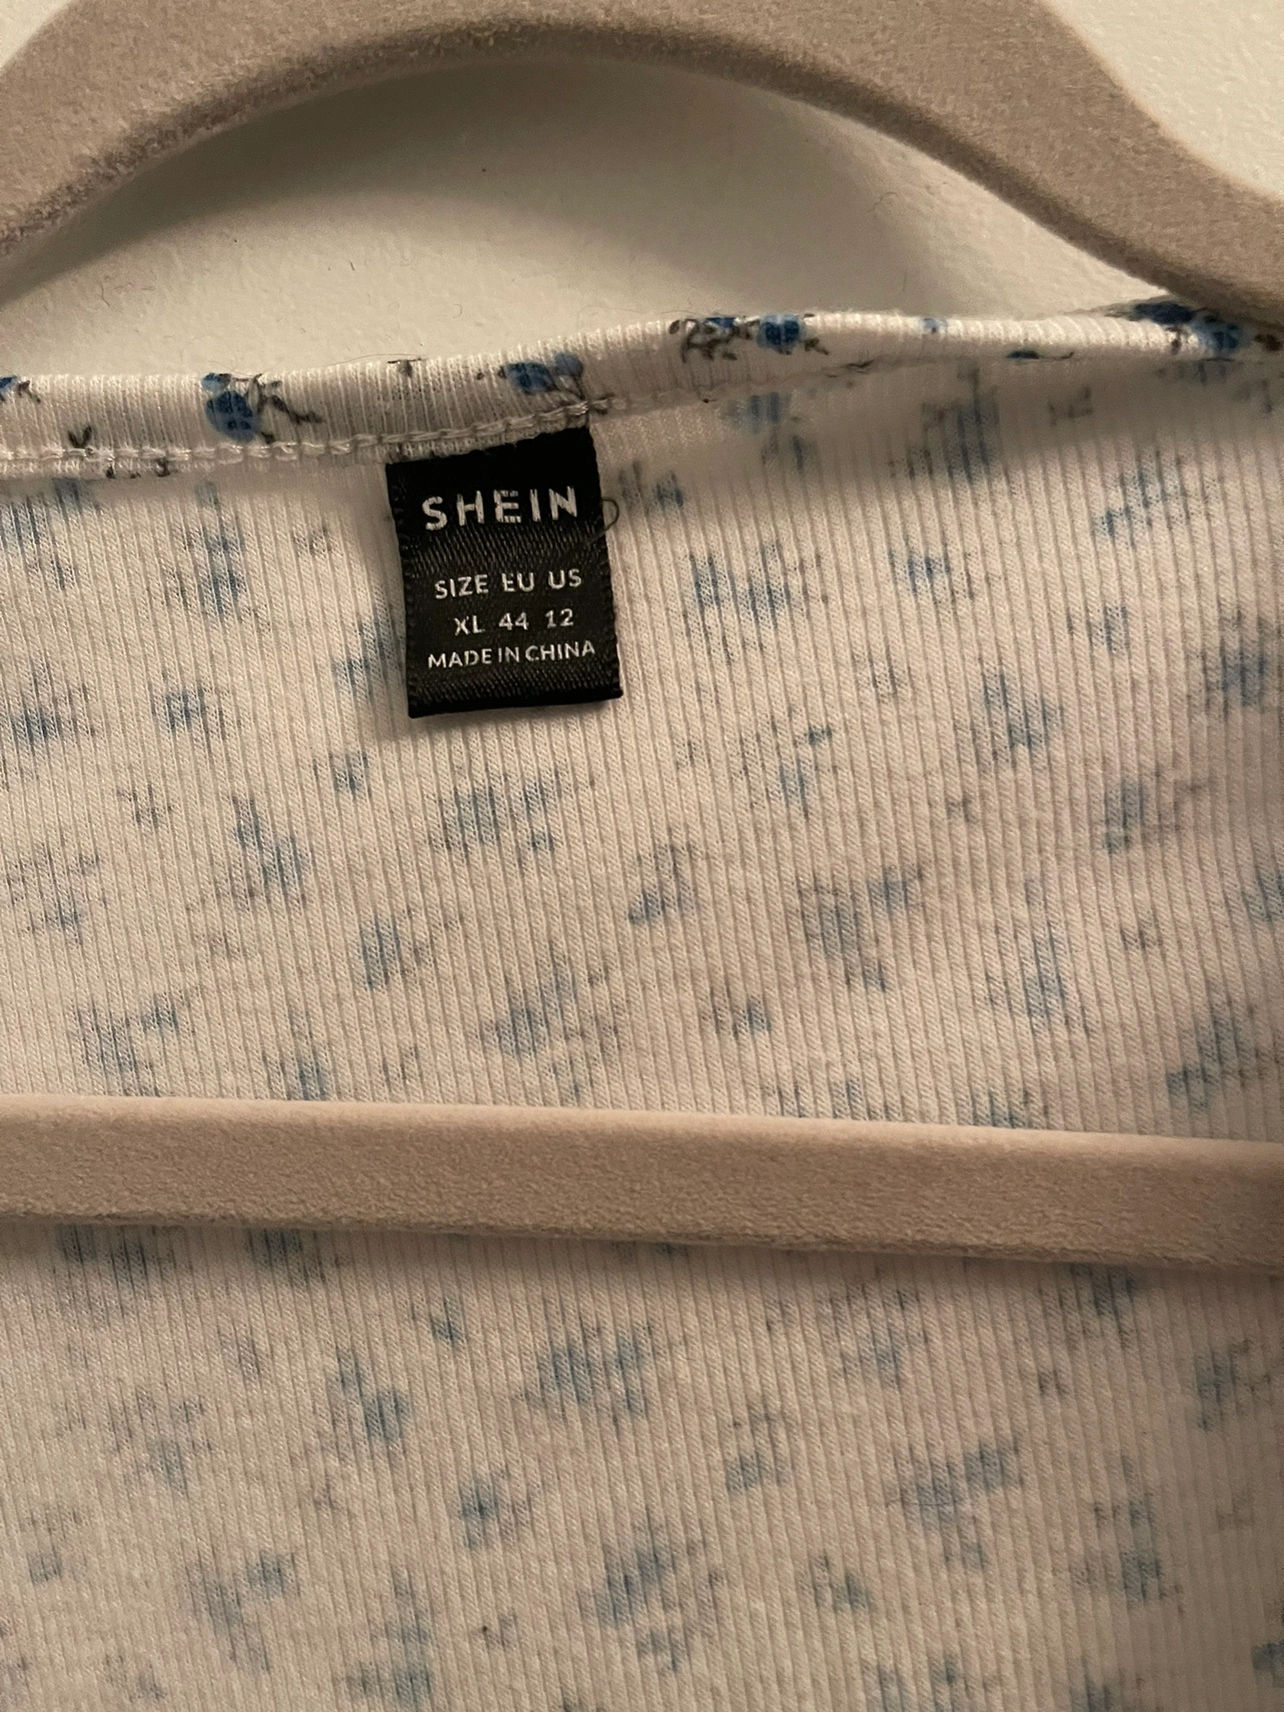 SHEIN
SIZE EU US
XL 44 12
MADE IN CHINA